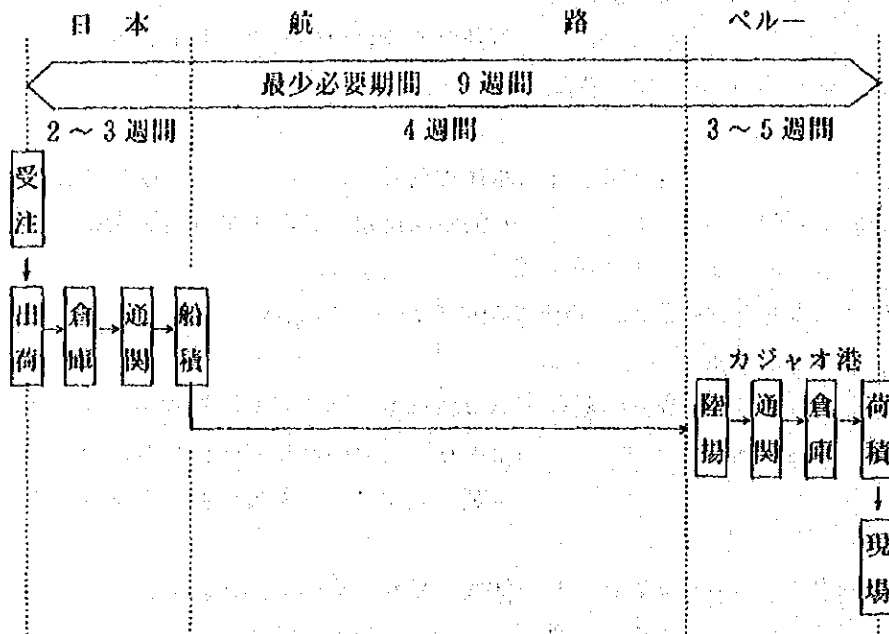 日本 航路 ペルー
最少必要期間 9週間
2～3週間 4週間 3～5週間
受注
出荷 倉庫 通関 船積
カジャオ港
陸揚 通関 倉庫 荷積
現場